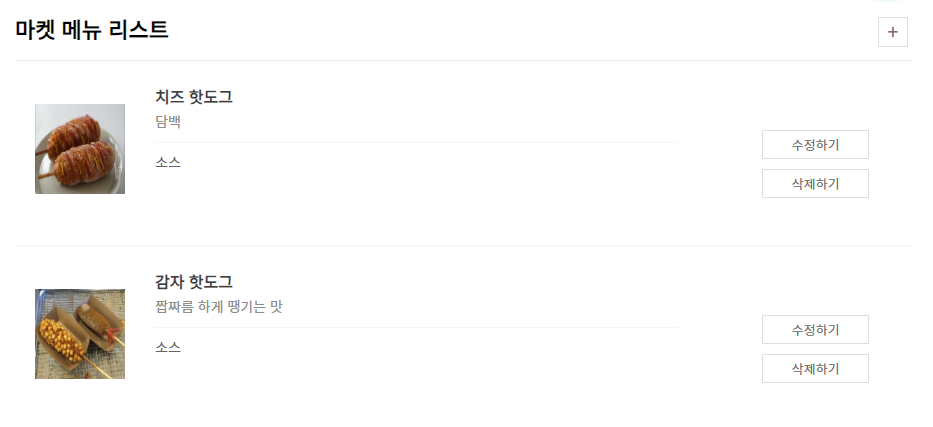 마켓 메뉴 리스트
+
치즈 핫도그
담백
소스
수정하기
삭제하기
감자 핫도그
짭짜름 하게 땡기는 맛
소스
수정하기
삭제하기